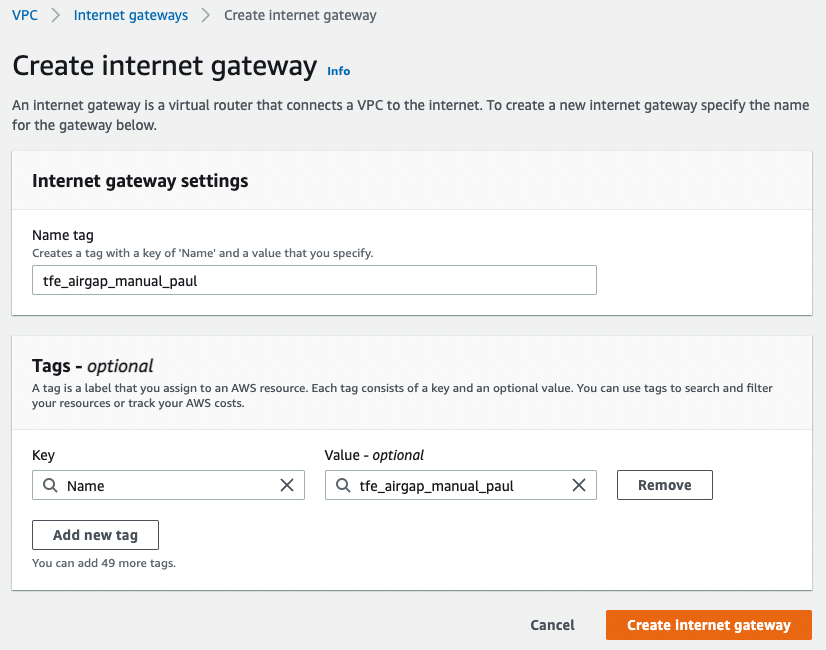 VPC > Internet gateways > Create internet gateway
Create internet gateway Info
An internet gateway is a virtual router that connects a VPC to the internet. To create a new internet gateway specify the name
for the gateway below.
Internet gateway settings
Name tag
Creates a tag with a key of 'Name' and a value that you specify.
tfe_airgap_manual_paul
Tags - optional
A tag is a label that you assign to an AWS resource. Each tag consists of a key and an optional value. You can use tags to search and filter
your resources or track your AWS costs.
Key Value - optional
Name tfe_airgap_manual_paul Remove
Add new tag
You can add 49 more tags.
Cancel Create internet gateway